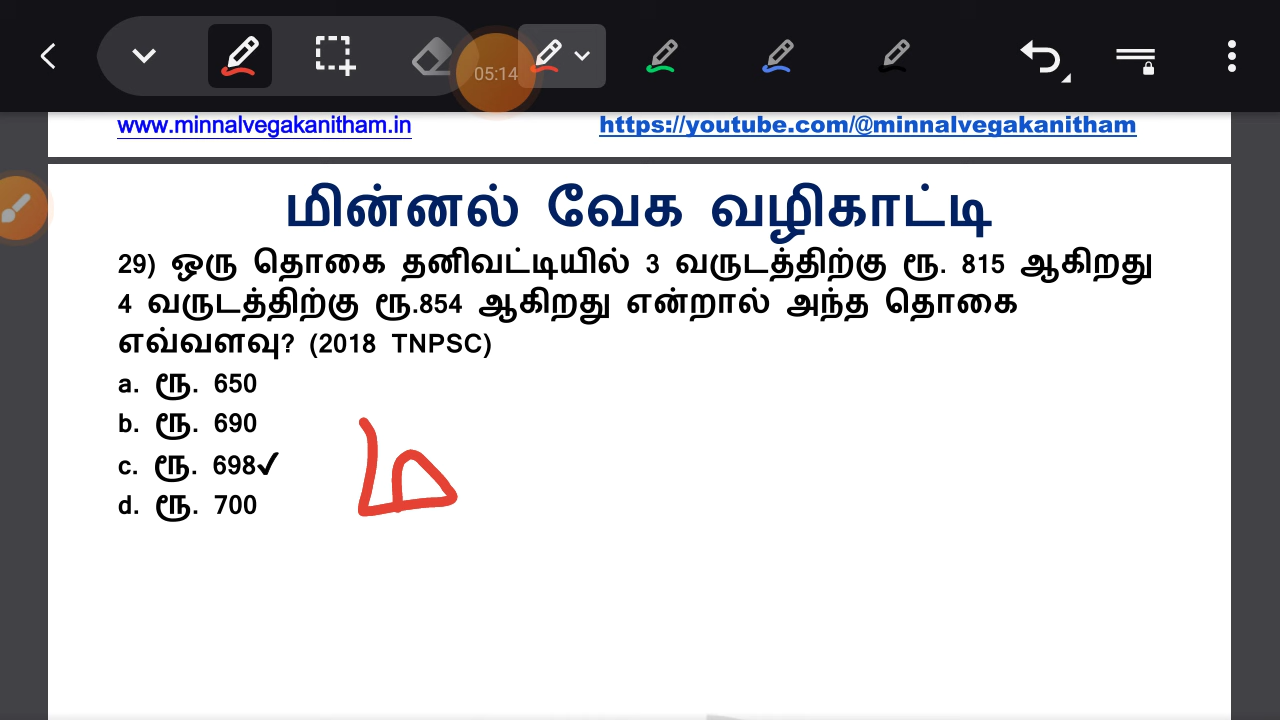 05:14
www.minnalvegakanitham.in https://youtube.com/@minnalvegakanitham
மின்னல் வேக வழிகாட்டி
29) ஒரு தொகை தனிவட்டியில் 3 வருடத்திற்கு ரூ. 815 ஆகிறது
4 வருடத்திற்கு ரூ.854 ஆகிறது என்றால் அந்த தொகை
எவ்வளவு? (2018 TNPSC)
a. ரூ. 650
b. ரூ. 690
c. ரூ. 698✓
d. ரூ. 700